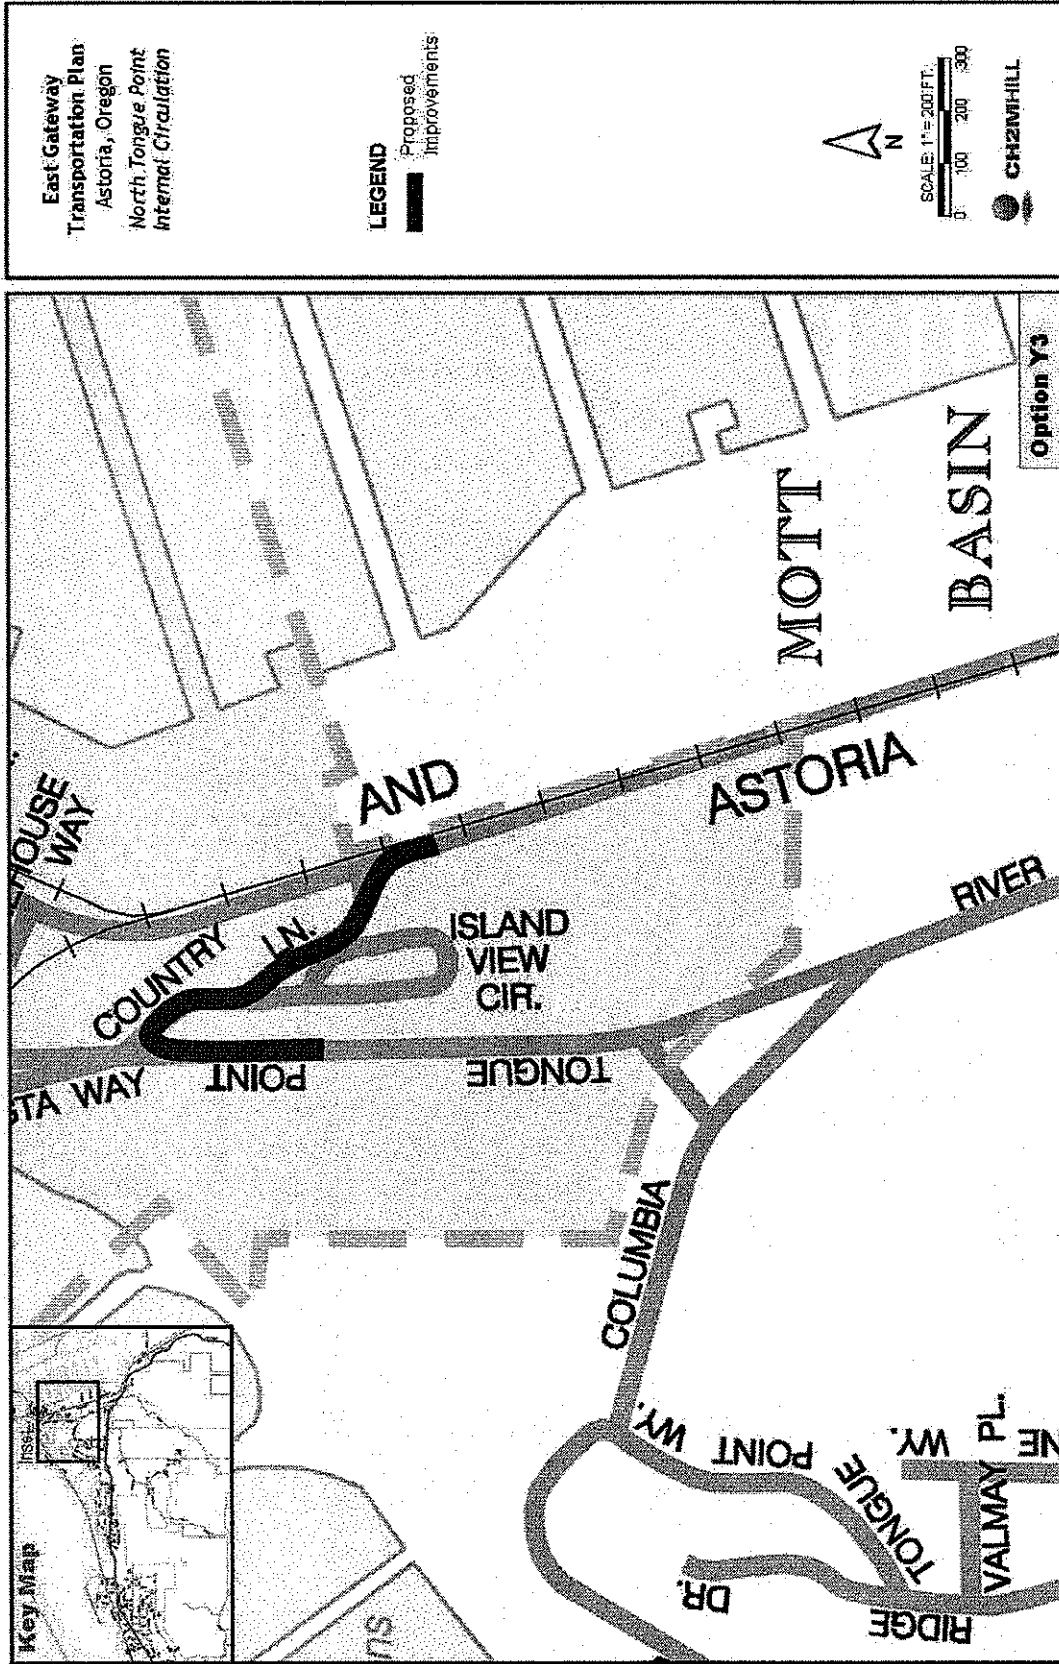 East Gateway
Transportation Plan
Astoria, Oregon
North Tongue Point
Internal Circulation
LEGEND
Proposed
Improvements
N
SCALE: 1"= 200 FT.
0 100 200 300
CH2MHILL
Key Map
Inset
STA WAY
HOUSE
WAY
COUNTRY
LN.
POINT
TONGUE
ISLAND
VIEW
CIR.
AND
ASTORIA
MOTT
BASIN
RIVER
COLUMBIA
WY.
POINT
TONGUE
DR.
RIDGE
WY.
VALMAY PL.
NE
Option Y3